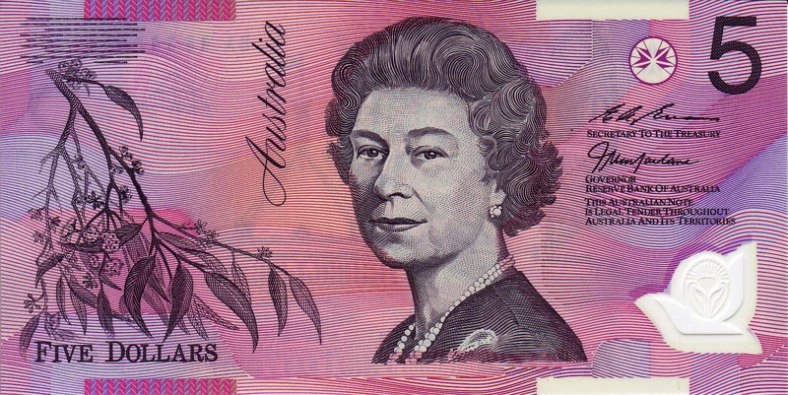 Australia
5
SECRETARY TO THE TREASURY
GOVERNOR
RESERVE BANK OF AUSTRALIA
THIS AUSTRALIAN NOTE
IS LEGAL TENDER THROUGHOUT
AUSTRALIA AND ITS TERRITORIES
FIVE DOLLARS